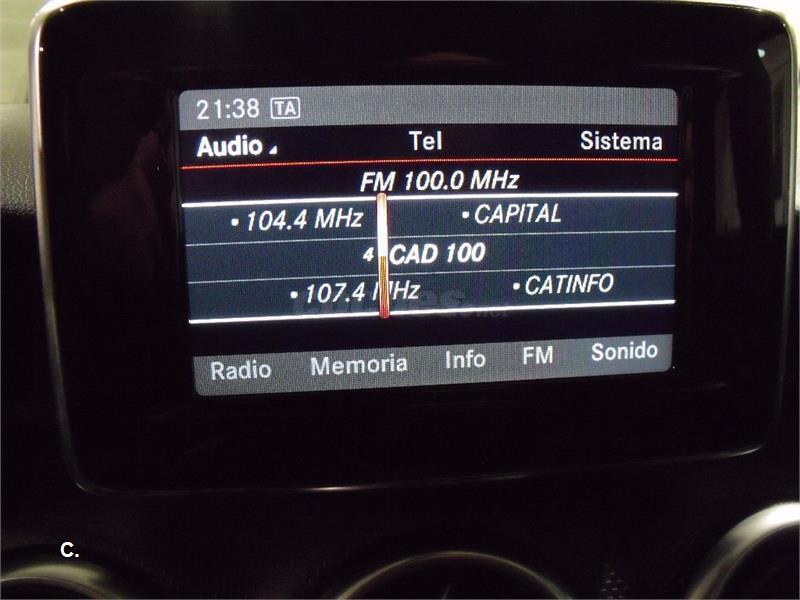 21:38 TA
Audio Tel Sistema
FM 100.0 MHz
• 104.4 MHz • CAPITAL
4 CAD 100
• 107.4 MHz • CATINFO
Radio Memoria Info FM Sonido
C.